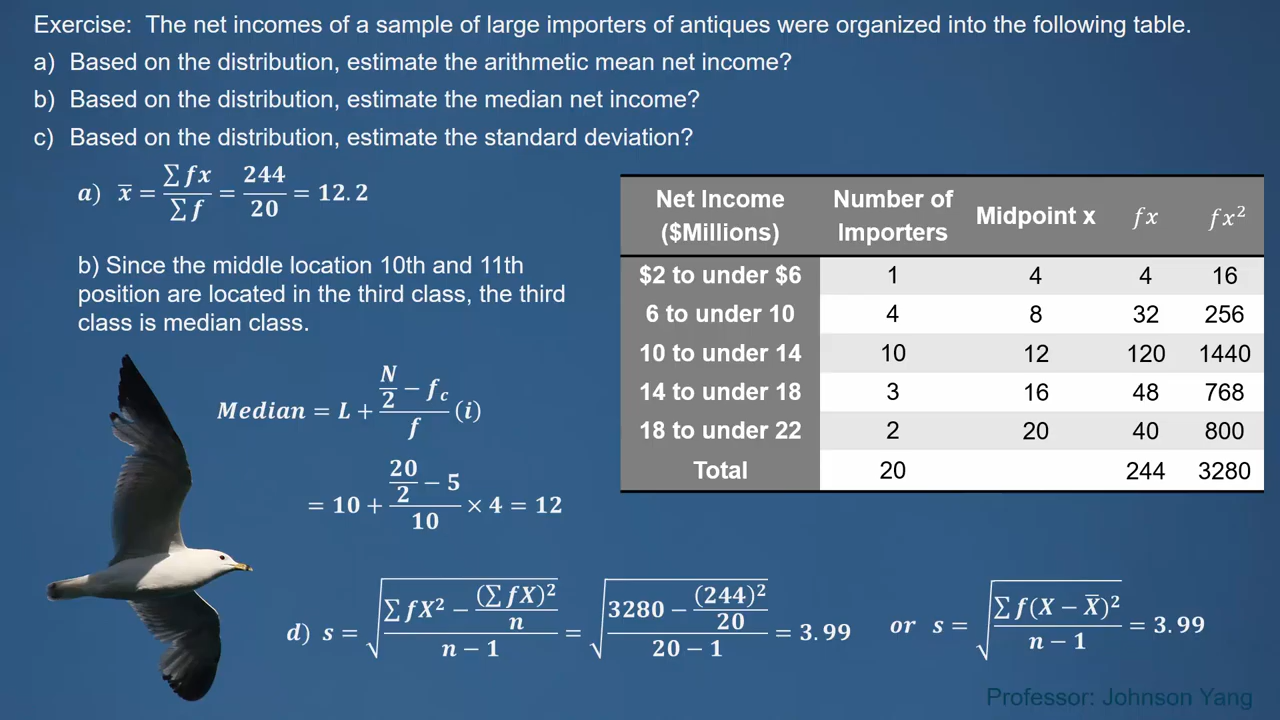 Exercise: The net incomes of a sample of large importers of antiques were organized into the following table.
a) Based on the distribution, estimate the arithmetic mean net income?
b) Based on the distribution, estimate the median net income?
c) Based on the distribution, estimate the standard deviation?
a) x̅ = ∑fx / ∑f = 244 / 20 = 12.2
b) Since the middle location 10th and 11th
position are located in the third class, the third
class is median class.
Median = L + (N/2 − f_c) / f (i)
= 10 + (20/2 − 5) / 10 × 4 = 12
Net Income ($Millions) Number of Importers Midpoint x fx fx²
$2 to under $6 1 4 4 16
6 to under 10 4 8 32 256
10 to under 14 10 12 120 1440
14 to under 18 3 16 48 768
18 to under 22 2 20 40 800
Total 20 244 3280
d) s = √((∑fX² − (∑fX)² / n) / (n − 1)) = √((3280 − (244)² / 20) / (20 − 1)) = 3.99 or s = √(∑f(X − X̅)² / (n − 1)) = 3.99
Professor: Johnson Yang